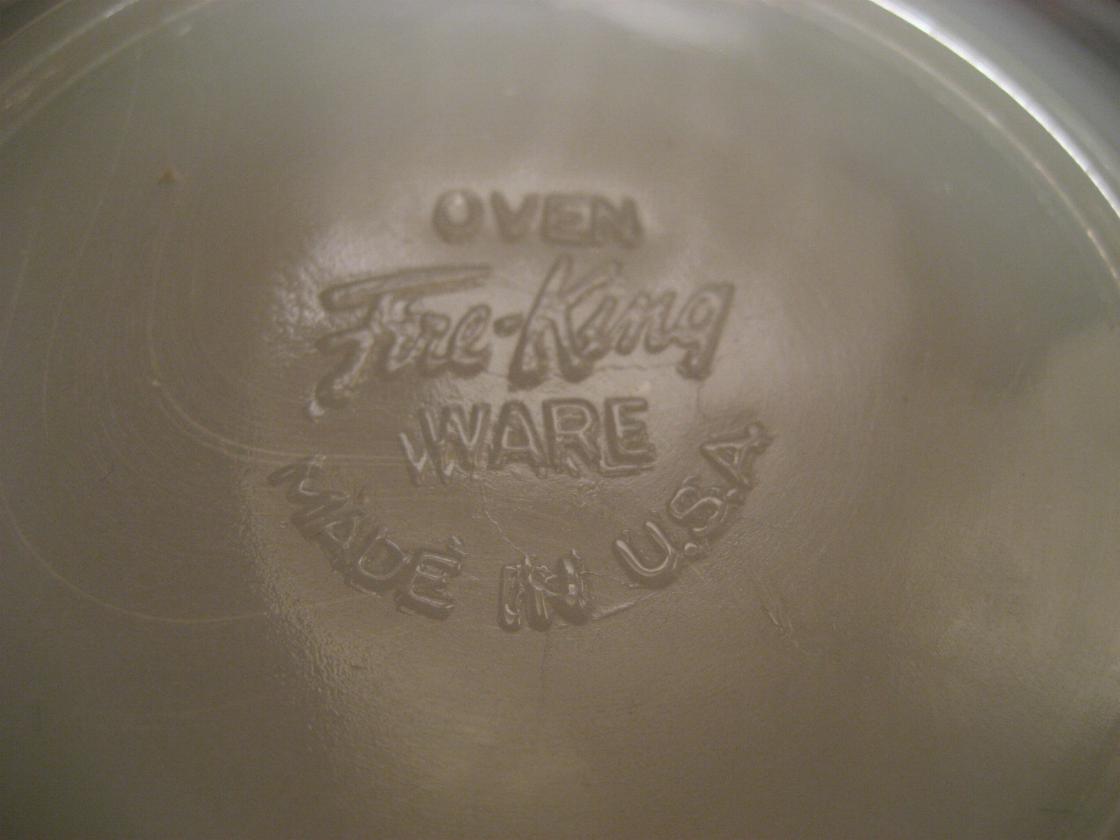 OVEN
Fire-King
WARE
MADE IN U.S.A